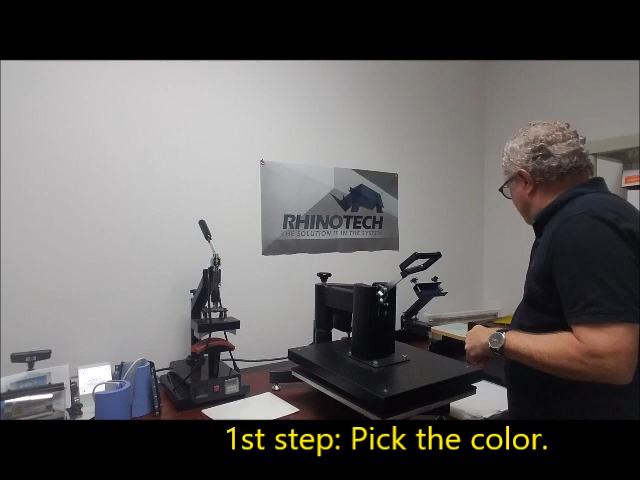 RHINOTECH
THE SOLUTION IS IN THE SYSTEM
1st step: Pick the color.